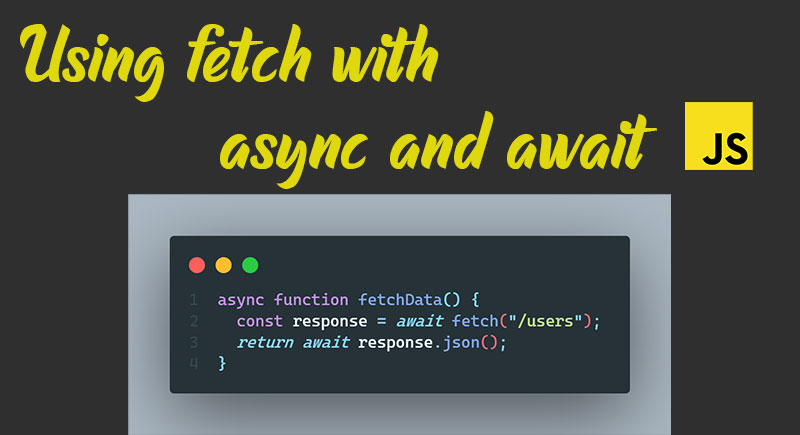 Using fetch with
async and await
JS
1 async function fetchData() {
2   const response = await fetch("/users");
3   return await response.json();
4 }